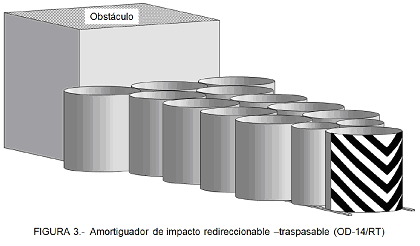 Obstáculo
FIGURA 3.- Amortiguador de impacto redireccionable –traspasable (OD-14/RT)